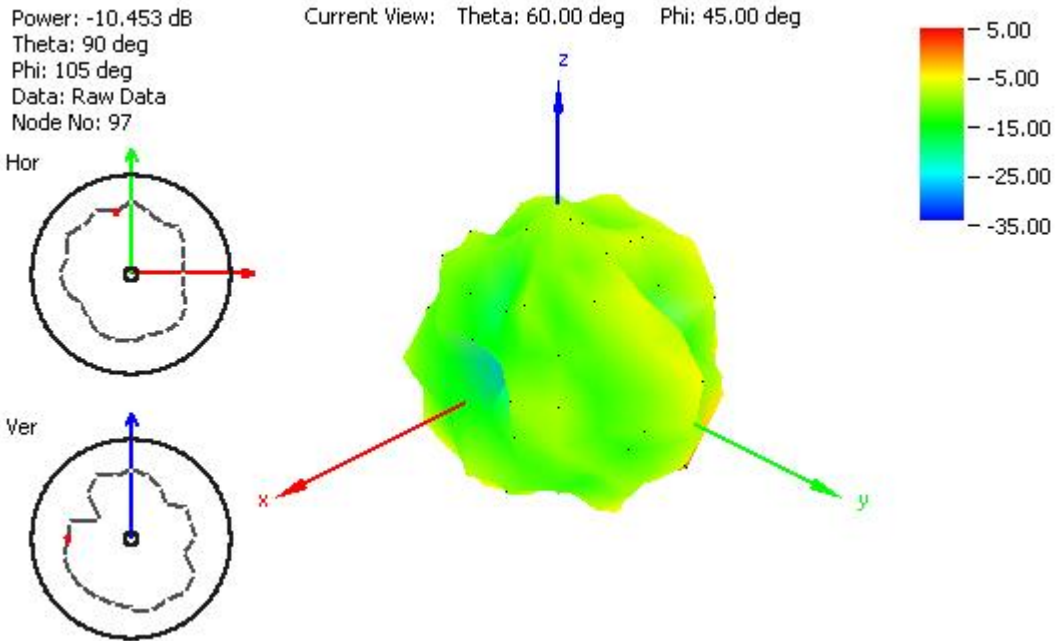 Power: -10.453 dB
Theta: 90 deg
Phi: 105 deg
Data: Raw Data
Node No: 97
Current View: Theta: 60.00 deg Phi: 45.00 deg
Hor
Ver
z
x
y
5.00
-5.00
-15.00
-25.00
-35.00